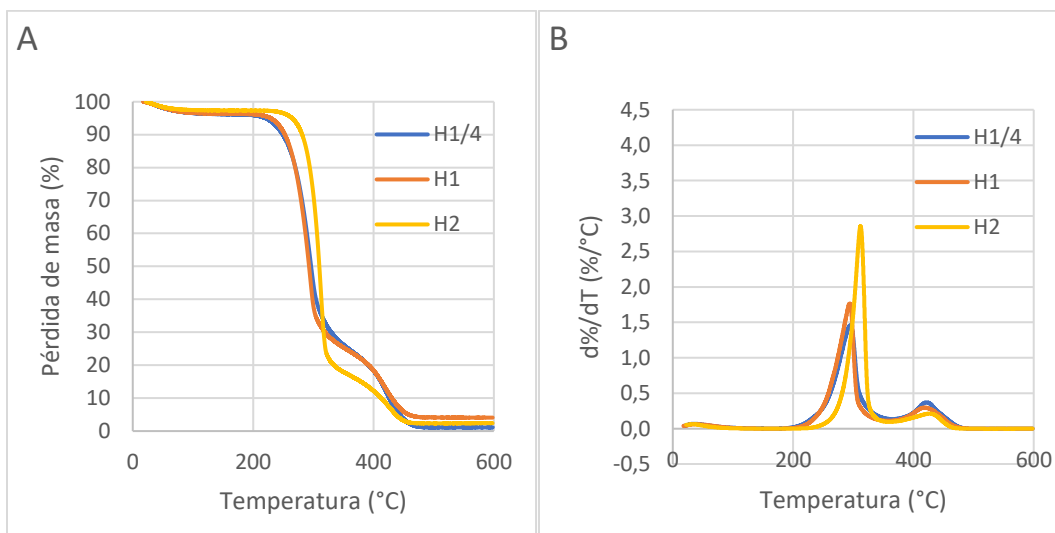 A
Pérdida de masa (%)
100
90
80
70
60
50
40
30
20
10
0
H1/4
H1
H2
0
200
400
600
Temperatura (°C)
B
d%/dT (%/°C)
4,5
4,0
3,5
3,0
2,5
2,0
1,5
1,0
0,5
0,0
-0,5
H1/4
H1
H2
0
200
400
600
Temperatura (°C)